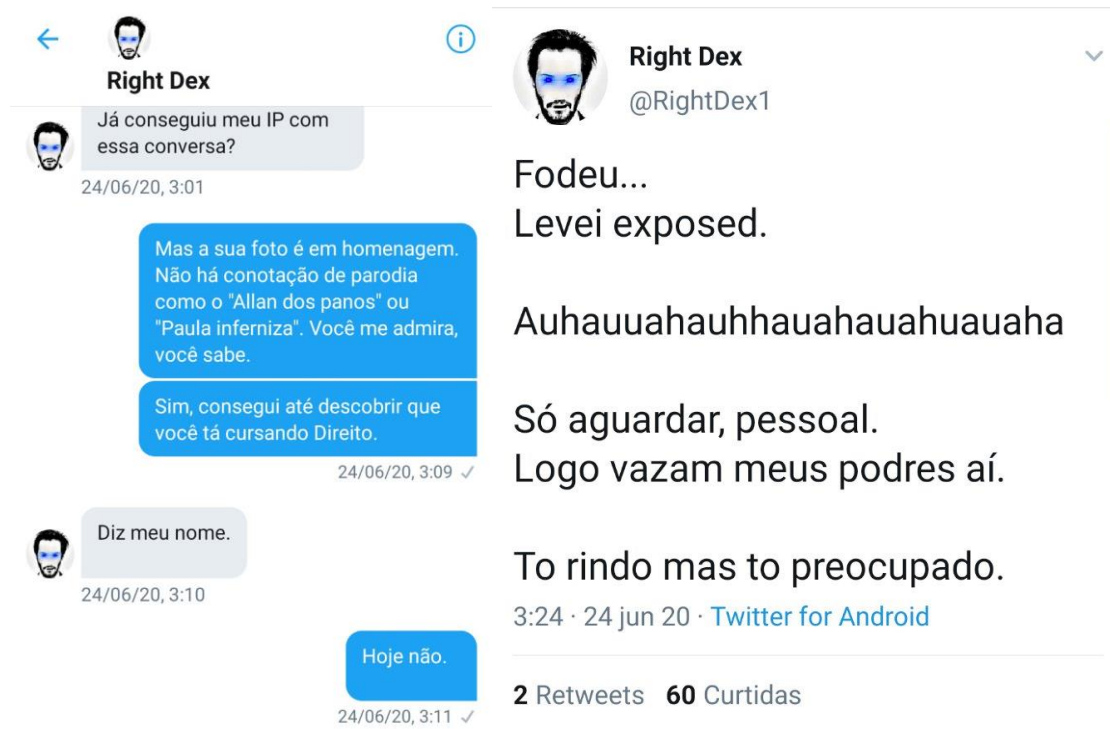 Right Dex
Já conseguiu meu IP com
essa conversa?
24/06/20, 3:01
Mas a sua foto é em homenagem.
Não há conotação de parodia
como o "Allan dos panos" ou
"Paula inferniza". Você me admira,
você sabe.
Sim, consegui até descobrir que
você tá cursando Direito.
24/06/20, 3:09
Diz meu nome.
24/06/20, 3:10
Hoje não.
24/06/20, 3:11
Right Dex
@RightDex1
Fodeu...
Levei exposed.
Auhauuahauhhauahauahuauaha
Só aguardar, pessoal.
Logo vazam meus podres aí.
To rindo mas to preocupado.
3:24 · 24 jun 20 · Twitter for Android
2 Retweets 60 Curtidas